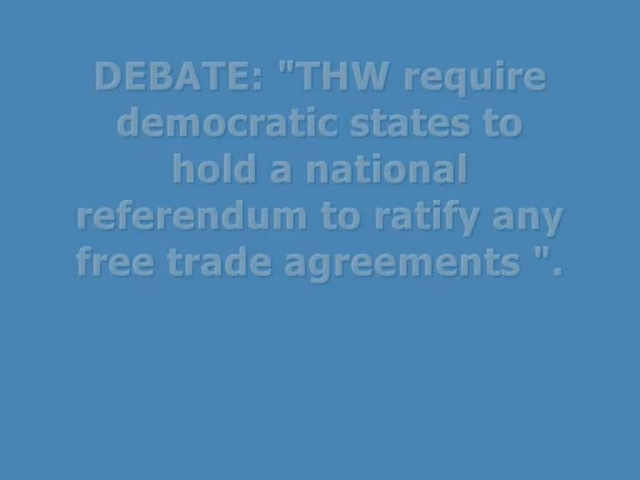 DEBATE: "THW require
democratic states to
hold a national
referendum to ratify any
free trade agreements ".